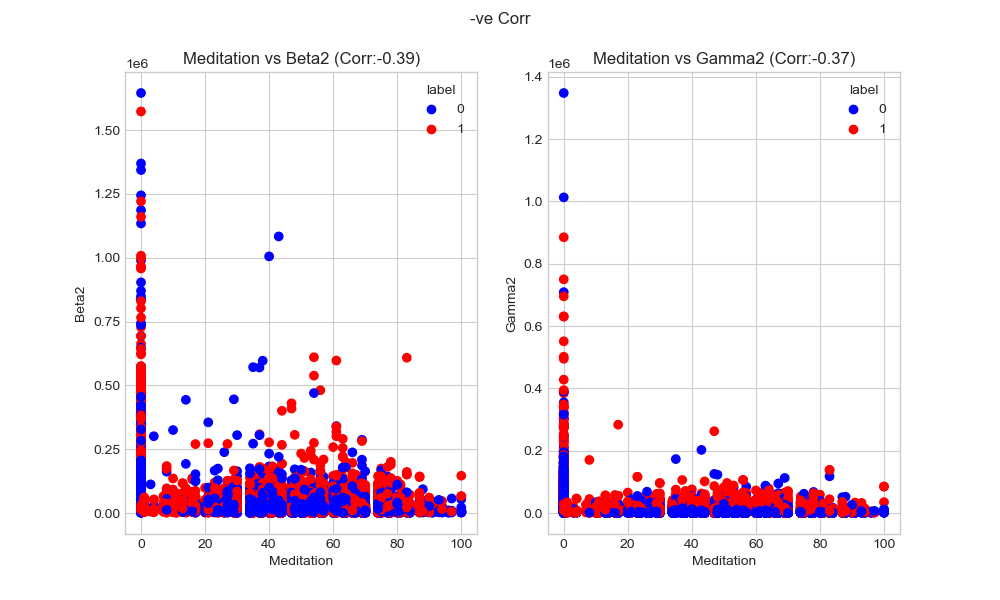 -ve Corr
Meditation vs Beta2 (Corr:-0.39)
1e6
label
0
1
1.50
1.25
1.00
0.75
0.50
0.25
0.00
Beta2
0 20 40 60 80 100
Meditation
Meditation vs Gamma2 (Corr:-0.37)
1e6
label
0
1
1.4
1.2
1.0
0.8
0.6
0.4
0.2
0.0
Gamma2
0 20 40 60 80 100
Meditation